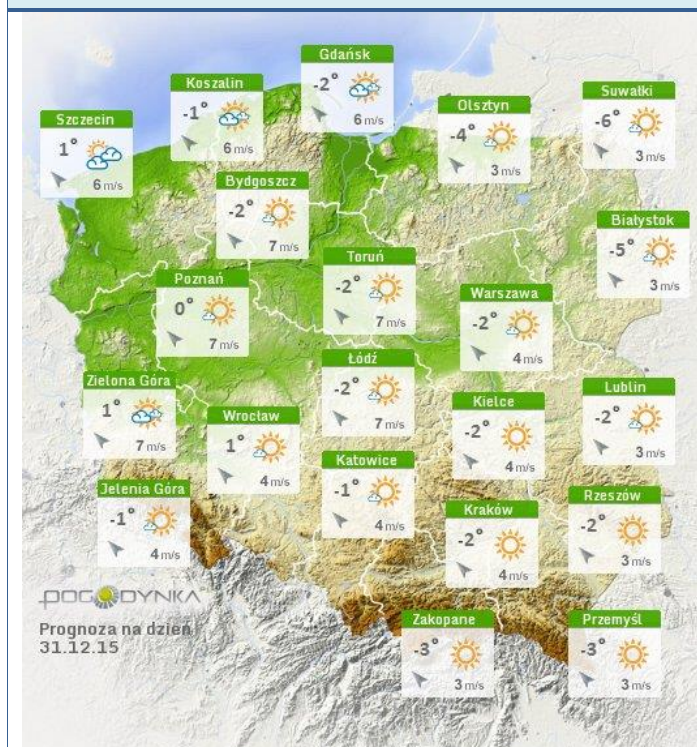 Gdańsk
-2°
6 m/s
Koszalin
-1°
6 m/s
Suwałki
-6°
3 m/s
Olsztyn
-4°
3 m/s
Szczecin
1°
6 m/s
Bydgoszcz
-2°
7 m/s
Białystok
-5°
3 m/s
Toruń
-2°
7 m/s
Poznań
0°
7 m/s
Warszawa
-2°
4 m/s
Łódź
-2°
7 m/s
Zielona Góra
1°
7 m/s
Lublin
-2°
3 m/s
Kielce
-2°
4 m/s
Wrocław
1°
4 m/s
Katowice
-1°
4 m/s
Jelenia Góra
-1°
4 m/s
Rzeszów
-2°
3 m/s
Kraków
-2°
4 m/s
POGODYNKA
Prognoza na dzień
31.12.15
Zakopane
-3°
3 m/s
Przemyśl
-3°
3 m/s